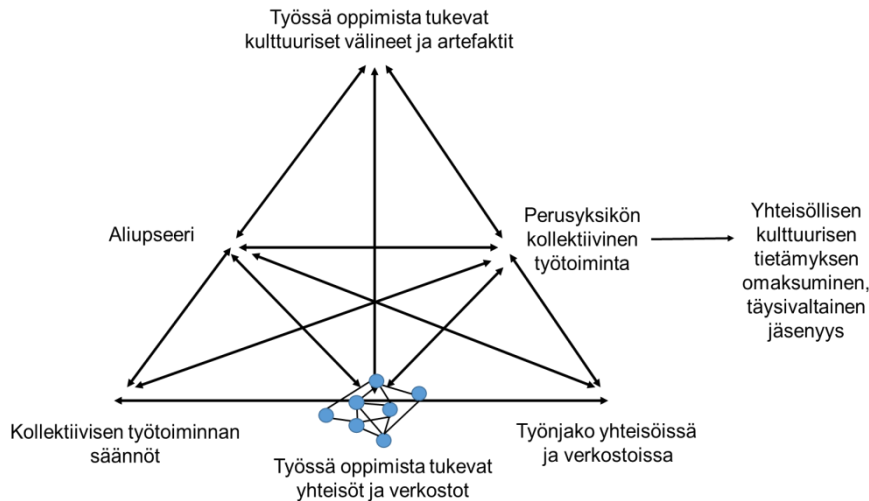 Työssä oppimista tukevat
kulttuuriset välineet ja artefaktit
Aliupseeri
Perusyksikön
kollektiivinen
työtoiminta
Yhteisöllisen
kulttuurisen
tietämyksen
omaksuminen,
täysivaltainen
jäsenyys
Kollektiivisen työtoiminnan
säännöt
Työssä oppimista tukevat
yhteisöt ja verkostot
Työnjako yhteisöissä
ja verkostoissa